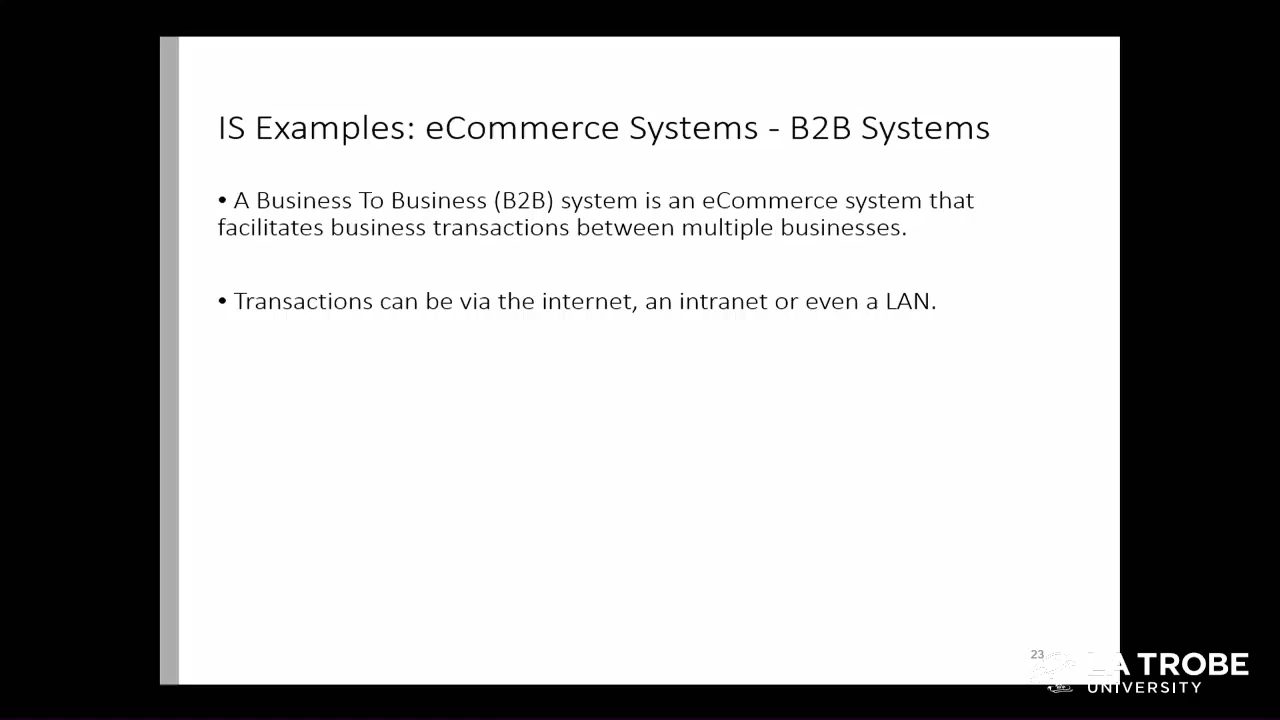 IS Examples: eCommerce Systems - B2B Systems
• A Business To Business (B2B) system is an eCommerce system that
facilitates business transactions between multiple businesses.
• Transactions can be via the internet, an intranet or even a LAN.
23
LA TROBE
UNIVERSITY